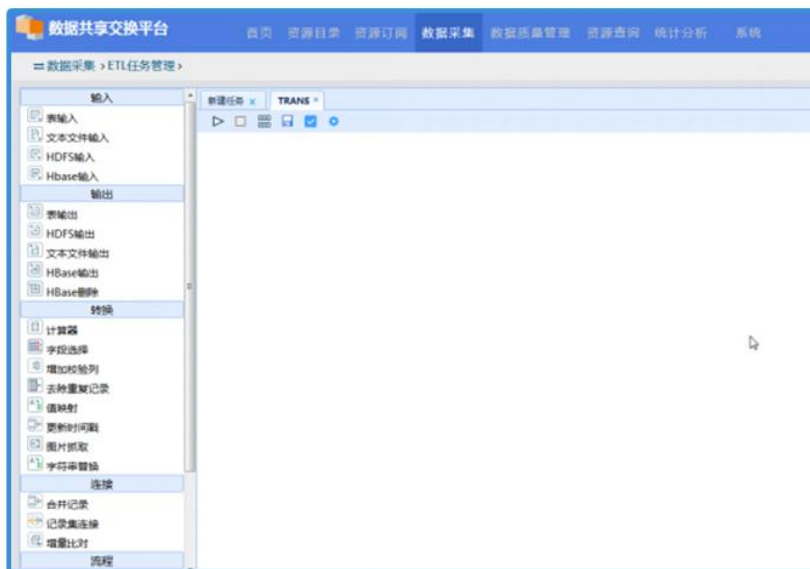 数据共享交换平台
首页 资源目录 资源订阅 数据采集 数据质量管理 资源查询 统计分析 系统
数据采集 › ETL任务管理 ›
输入
表输入
文本文件输入
HDFS输入
Hbase输入
输出
表输出
HDFS输出
文本文件输出
HBase输出
HBase删除
转换
计算器
字段选择
增加校验列
去除重复记录
值映射
更新时间戳
图片抓取
字符串替换
连接
合并记录
记录集连接
增量比对
流程
新建任务 x TRANS ×